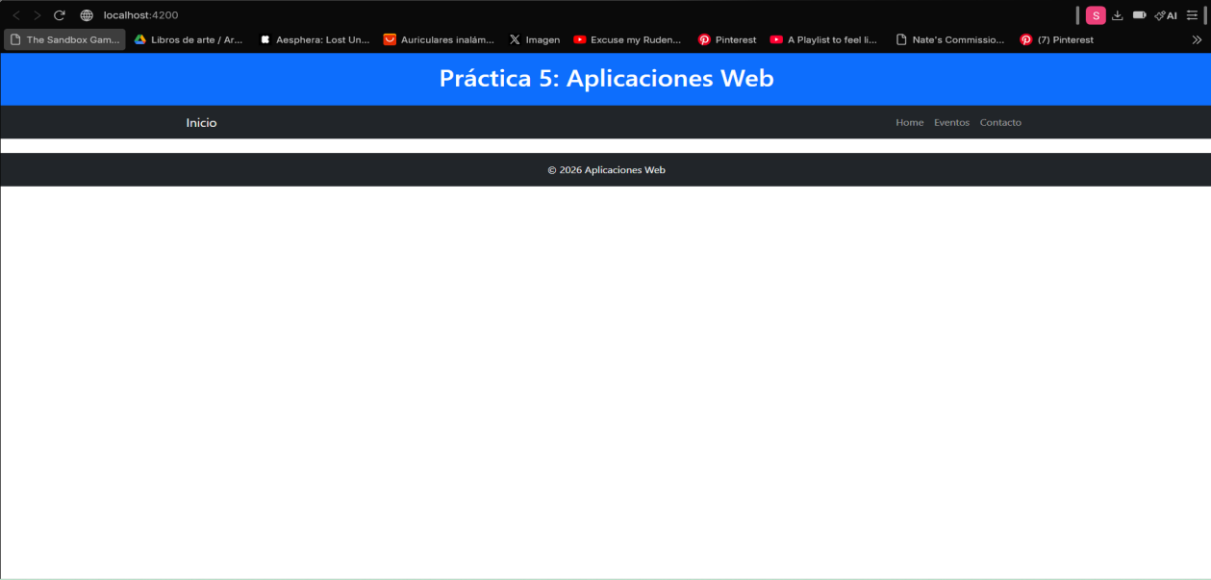 localhost:4200
S AI
The Sandbox Gam... Libros de arte / Ar... Aesphera: Lost Un... Auriculares inalám... Imagen Excuse my Ruden... Pinterest A Playlist to feel li... Nate's Commissio... (7) Pinterest
Práctica 5: Aplicaciones Web
Inicio Home Eventos Contacto
© 2026 Aplicaciones Web